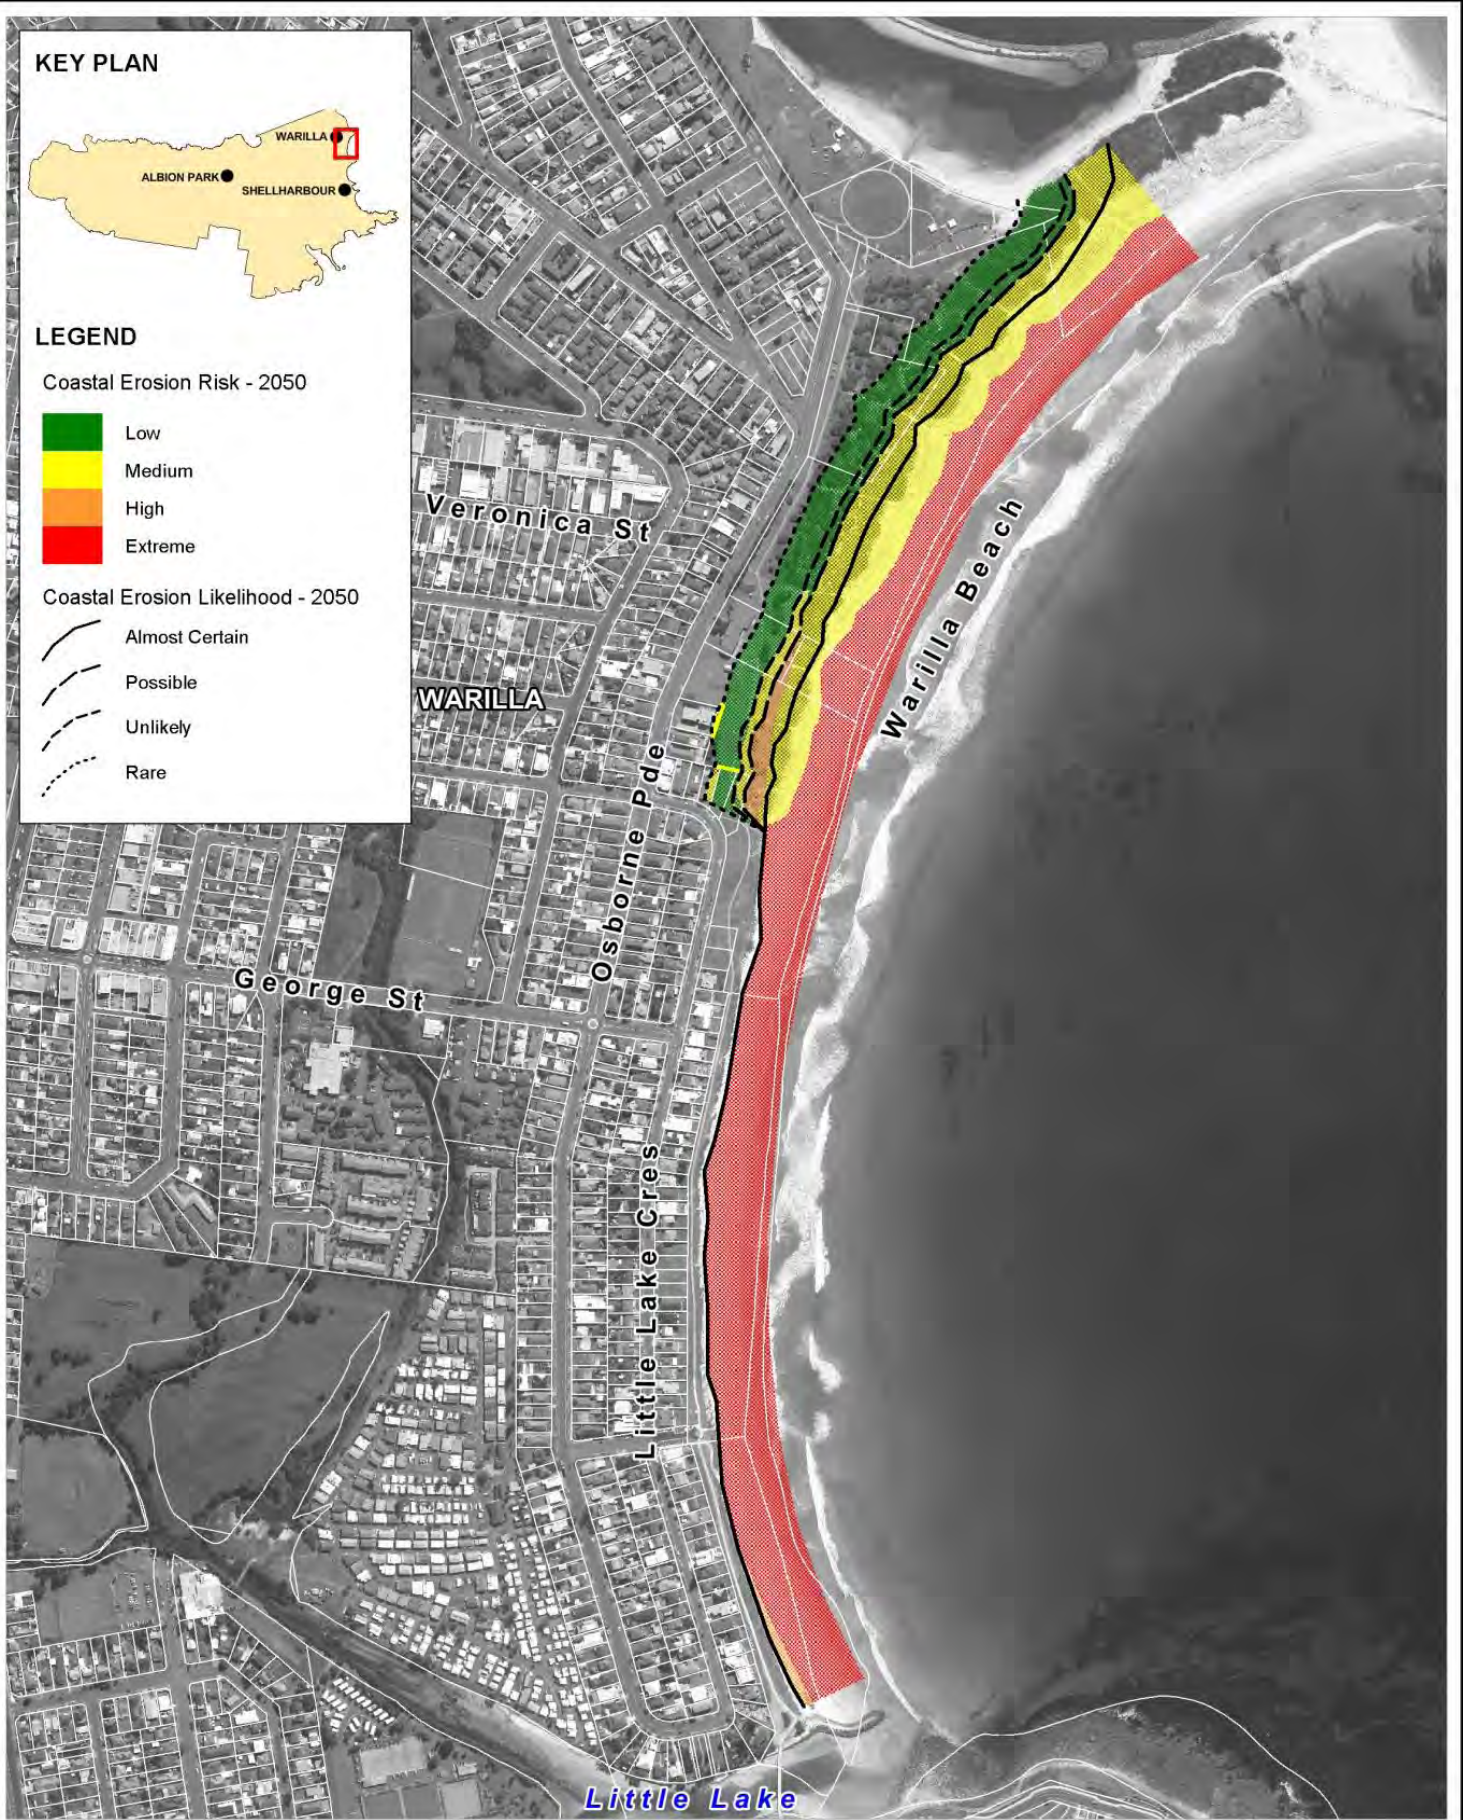 KEY PLAN
WARILLA
ALBION PARK
SHELLHARBOUR
LEGEND
Coastal Erosion Risk - 2050
Low
Medium
High
Extreme
Coastal Erosion Likelihood - 2050
Almost Certain
Possible
Unlikely
Rare
Veronica St
WARILLA
Warilla Beach
Osborne Pde
George St
Little Lake Cres
Little Lake